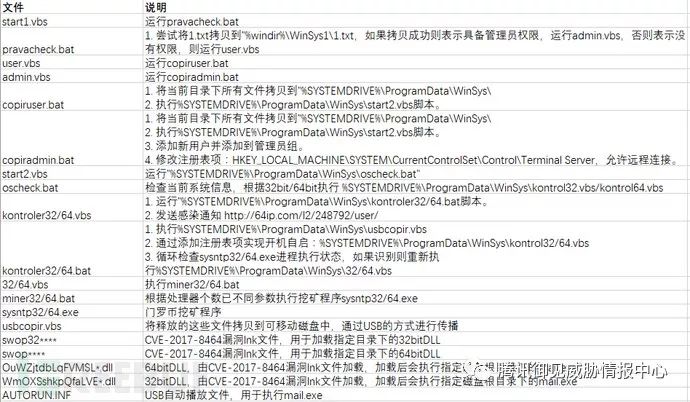 文件 说明
start1.vbs 运行pravacheck.bat
1. 尝试将1.txt拷贝到"%windir%\WinSys1\1.txt, 如果拷贝成功则表示具备管理员权限, 运行admin.vbs, 否则表示没
pravacheck.bat 有权限, 则运行user.vbs
user.vbs 运行copiruser.bat
admin.vbs 运行copiradmin.bat
1. 将当前目录下所有文件拷贝到"%SYSTEMDRIVE%\ProgramData\WinSys\
copiruser.bat 2. 执行%SYSTEMDRIVE%\ProgramData\WinSys\start2.vbs脚本。
1. 将当前目录下所有文件拷贝到"%SYSTEMDRIVE%\ProgramData\WinSys\
2. 执行%SYSTEMDRIVE%\ProgramData\WinSys\start2.vbs脚本。
3. 添加新用户并添加到管理员组。
copiradmin.bat 4. 修改注册表项：HKEY_LOCAL_MACHINE\SYSTEM\CurrentControlSet\Control\Terminal Server, 允许远程连接。
start2.vbs 运行"%SYSTEMDRIVE%\ProgramData\WinSys\oscheck.bat"
oscheck.bat 检查当前系统信息, 根据32bit/64bit执行 %SYSTEMDRIVE%\ProgramData\WinSys\kontrol32.vbs/kontrol64.vbs
1. 运行"%SYSTEMDRIVE%\ProgramData\WinSys\kontroler32/64.bat脚本。
kontroler32/64.vbs 2. 发送感染通知 http://64ip.com/l2/248792/user/
1. 执行%SYSTEMDRIVE%\ProgramData\WinSys\usbcopir.vbs
2. 通过添加注册表项实现开机自启：%SYSTEMDRIVE%\ProgramData\WinSys\kontrol32/64.vbs
3. 循环检查sysntp32/64.exe进程执行状态, 如果识别则重新执
kontroler32/64.bat 行%SYSTEMDRIVE%\ProgramData\WinSys\32/64.vbs
32/64.vbs 执行miner32/64.bat
miner32/64.bat 根据处理器个数已不同参数执行挖矿程序sysntp32/64.exe
sysntp32/64.exe 门罗币挖矿程序
usbcopir.vbs 将释放的这些文件拷贝到可移动磁盘中, 通过USB的方式进行传播
swop32**** CVE-2017-8464漏洞lnk文件, 用于加载指定目录下的32bitDLL
swop**** CVE-2017-8464漏洞lnk文件, 用于加载指定目录下的64bitDLL
64bitDLL, 由CVE-2017-8464漏洞lnk文件加载, 加载后会执行指定
32bitDLL, 由CVE-2017-8464漏洞lnk文件加载, 加载后会执行指定磁盘根目录下的mail.exe
AUTORUN.INF USB自动播放文件, 用于执行mail.exe
腾讯御见威胁情报中心